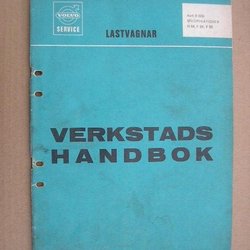 VOLVO
SERVICE
LASTVAGNAR
VERKSTADS
HANDBOK